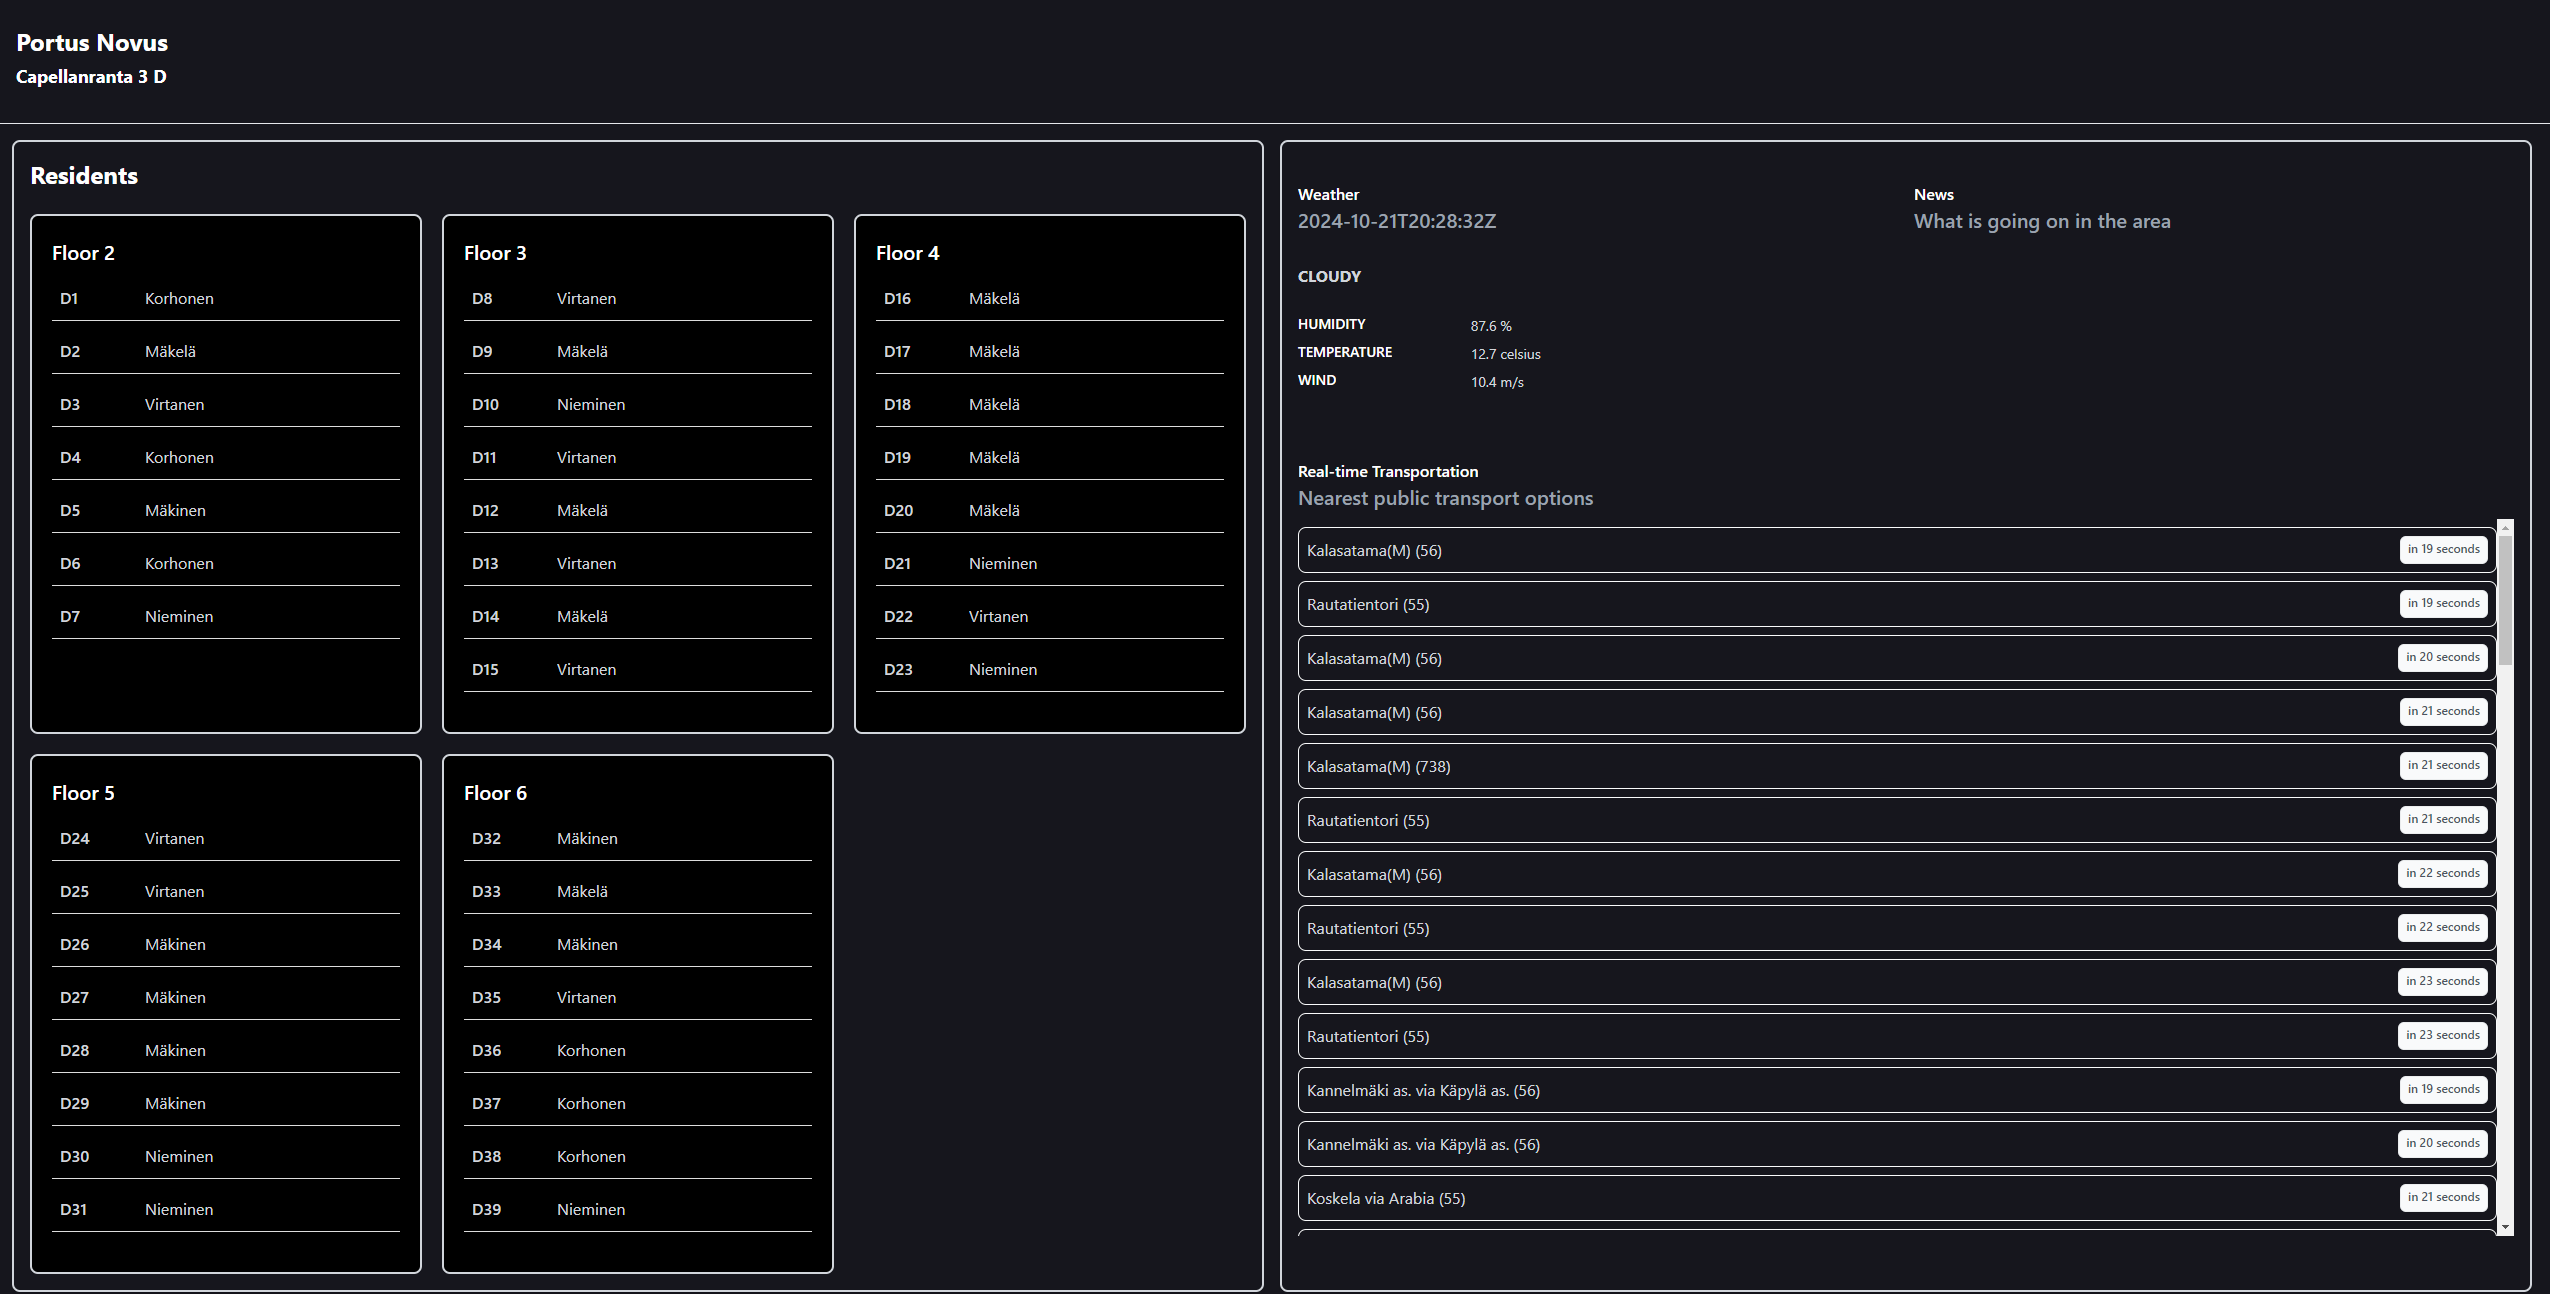 Portus Novus
Capellanranta 3 D
Residents
Floor 2
D1 Korhonen
D2 Mäkelä
D3 Virtanen
D4 Korhonen
D5 Mäkinen
D6 Korhonen
D7 Nieminen
Floor 3
D8 Virtanen
D9 Mäkelä
D10 Nieminen
D11 Virtanen
D12 Mäkelä
D13 Virtanen
D14 Mäkelä
D15 Virtanen
Floor 4
D16 Mäkelä
D17 Mäkelä
D18 Mäkelä
D19 Mäkelä
D20 Mäkelä
D21 Nieminen
D22 Virtanen
D23 Nieminen
Floor 5
D24 Virtanen
D25 Virtanen
D26 Mäkinen
D27 Mäkinen
D28 Mäkinen
D29 Mäkinen
D30 Nieminen
D31 Nieminen
Floor 6
D32 Mäkinen
D33 Mäkelä
D34 Mäkinen
D35 Virtanen
D36 Korhonen
D37 Korhonen
D38 Korhonen
D39 Nieminen
Weather
2024-10-21T20:28:32Z
CLOUDY
HUMIDITY 87.6 %
TEMPERATURE 12.7 celsius
WIND 10.4 m/s
News
What is going on in the area
Real-time Transportation
Nearest public transport options
Kalasatama(M) (56) in 19 seconds
Rautatientori (55) in 19 seconds
Kalasatama(M) (56) in 20 seconds
Kalasatama(M) (56) in 21 seconds
Kalasatama(M) (738) in 21 seconds
Rautatientori (55) in 21 seconds
Kalasatama(M) (56) in 22 seconds
Rautatientori (55) in 22 seconds
Kalasatama(M) (56) in 23 seconds
Rautatientori (55) in 23 seconds
Kannelmäki as. via Käpylä as. (56) in 19 seconds
Kannelmäki as. via Käpylä as. (56) in 20 seconds
Koskela via Arabia (55) in 21 seconds